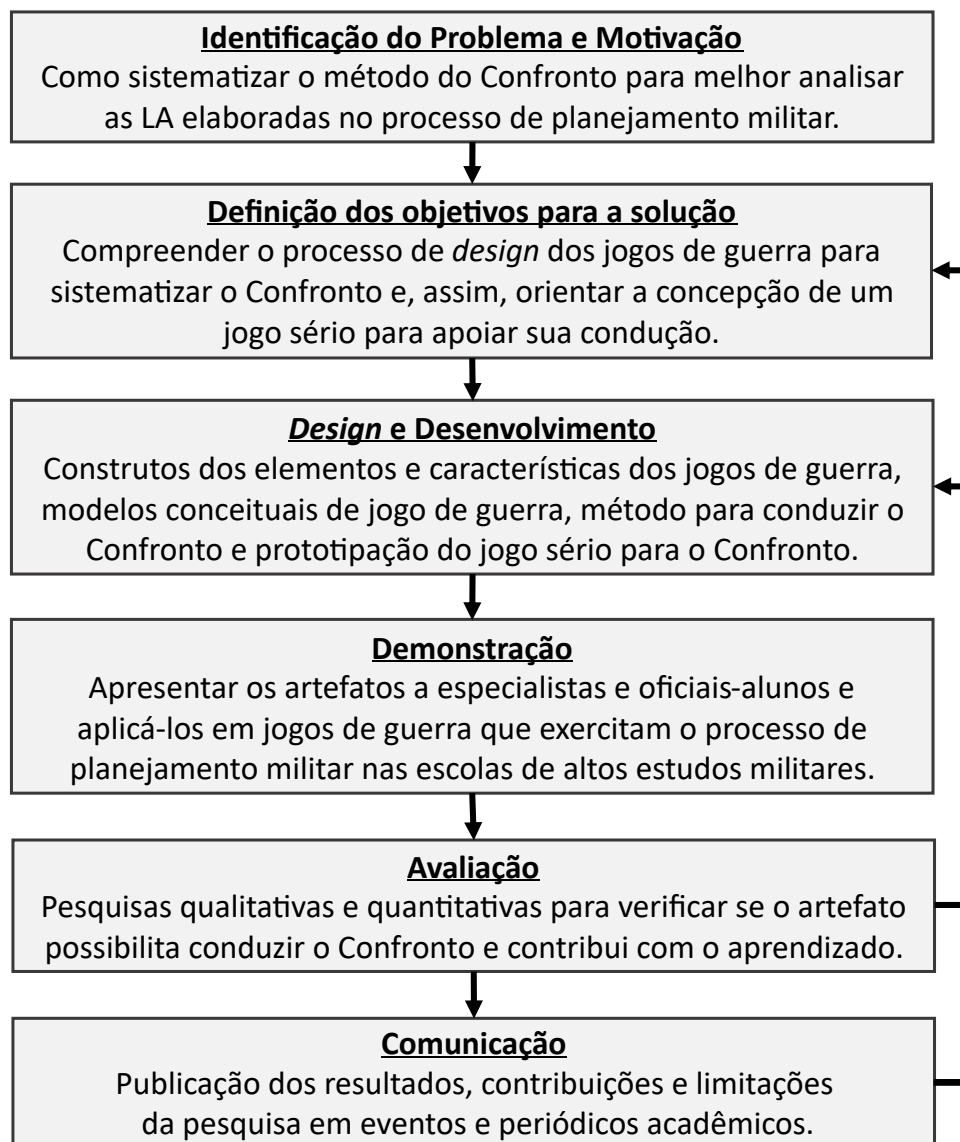 Identificação do Problema e Motivação
Como sistematizar o método do Confronto para melhor analisar
as LA elaboradas no processo de planejamento militar.
Definição dos objetivos para a solução
Compreender o processo de design dos jogos de guerra para
sistematizar o Confronto e, assim, orientar a concepção de um
jogo sério para apoiar sua condução.
Design e Desenvolvimento
Construtos dos elementos e características dos jogos de guerra,
modelos conceituais de jogo de guerra, método para conduzir o
Confronto e prototipação do jogo sério para o Confronto.
Demonstração
Apresentar os artefatos a especialistas e oficiais-alunos e
aplicá-los em jogos de guerra que exercitam o processo de
planejamento militar nas escolas de altos estudos militares.
Avaliação
Pesquisas qualitativas e quantitativas para verificar se o artefato
possibilita conduzir o Confronto e contribui com o aprendizado.
Comunicação
Publicação dos resultados, contribuições e limitações
da pesquisa em eventos e periódicos acadêmicos.